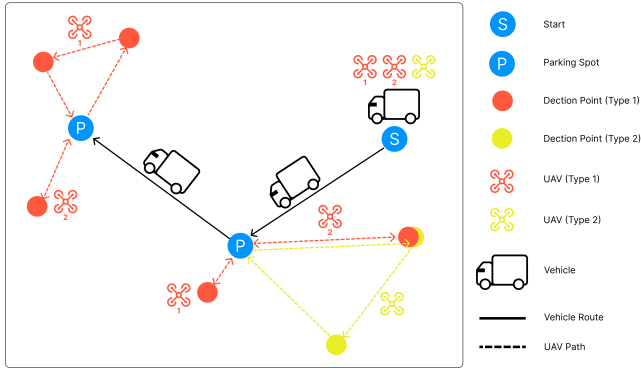 1
1 2
S
P
2
P
2
1
S Start
P Parking Spot
Dection Point (Type 1)
Dection Point (Type 2)
UAV (Type 1)
UAV (Type 2)
Vehicle
Vehicle Route
UAV Path